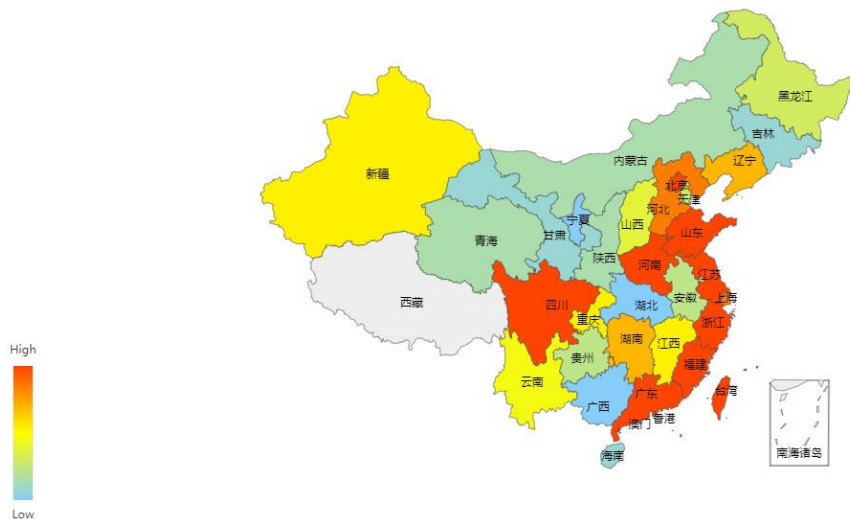 黑龙江
吉林
辽宁
内蒙古
新疆
北京
天津
河北
宁夏
山西
山东
甘肃
青海
陕西
河南
江苏
西藏
四川
湖北
安徽
上海
重庆
浙江
湖南
江西
贵州
福建
云南
广西
广东
台湾
香港
澳门
海南
南海诸岛
High
Low